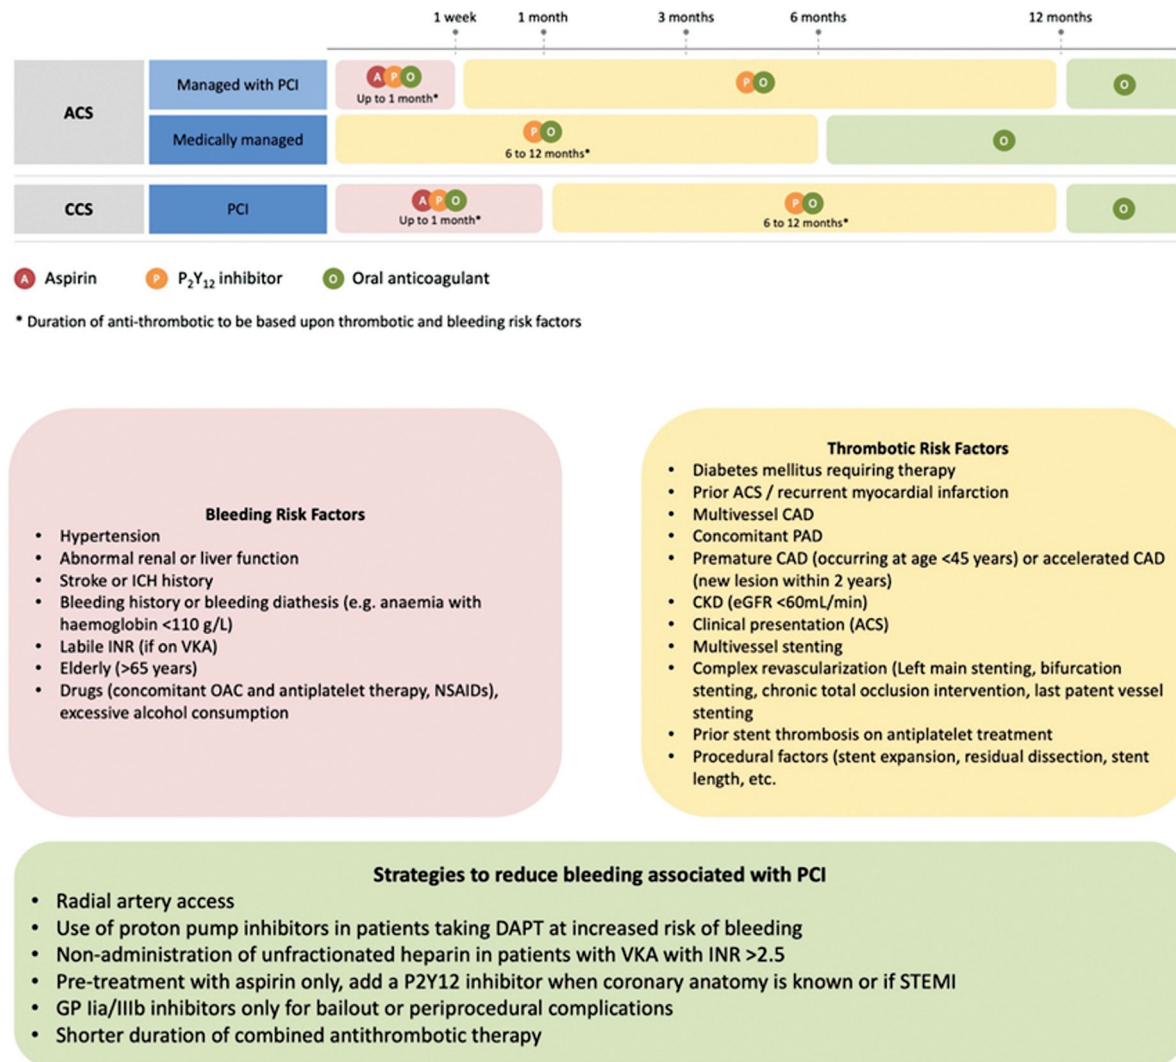 1 week
1 month
3 months
6 months
12 months
ACS
Managed with PCI
A P O
Up to 1 month*
P O
O
Medically managed
P O
6 to 12 months*
O
CCS
PCI
A P O
Up to 1 month*
P O
6 to 12 months*
O
A Aspirin
P P₂Y₁₂ inhibitor
O Oral anticoagulant
* Duration of anti-thrombotic to be based upon thrombotic and bleeding risk factors
Bleeding Risk Factors
• Hypertension
• Abnormal renal or liver function
• Stroke or ICH history
• Bleeding history or bleeding diathesis (e.g. anaemia with
haemoglobin <110 g/L)
• Labile INR (if on VKA)
• Elderly (>65 years)
• Drugs (concomitant OAC and antiplatelet therapy, NSAIDs),
excessive alcohol consumption
Thrombotic Risk Factors
• Diabetes mellitus requiring therapy
• Prior ACS / recurrent myocardial infarction
• Multivessel CAD
• Concomitant PAD
• Premature CAD (occurring at age <45 years) or accelerated CAD
(new lesion within 2 years)
• CKD (eGFR <60mL/min)
• Clinical presentation (ACS)
• Multivessel stenting
• Complex revascularization (Left main stenting, bifurcation
stenting, chronic total occlusion intervention, last patent vessel
stenting
• Prior stent thrombosis on antiplatelet treatment
• Procedural factors (stent expansion, residual dissection, stent
length, etc.
Strategies to reduce bleeding associated with PCI
• Radial artery access
• Use of proton pump inhibitors in patients taking DAPT at increased risk of bleeding
• Non-administration of unfractionated heparin in patients with VKA with INR >2.5
• Pre-treatment with aspirin only, add a P2Y12 inhibitor when coronary anatomy is known or if STEMI
• GP IIa/IIIb inhibitors only for bailout or periprocedural complications
• Shorter duration of combined antithrombotic therapy